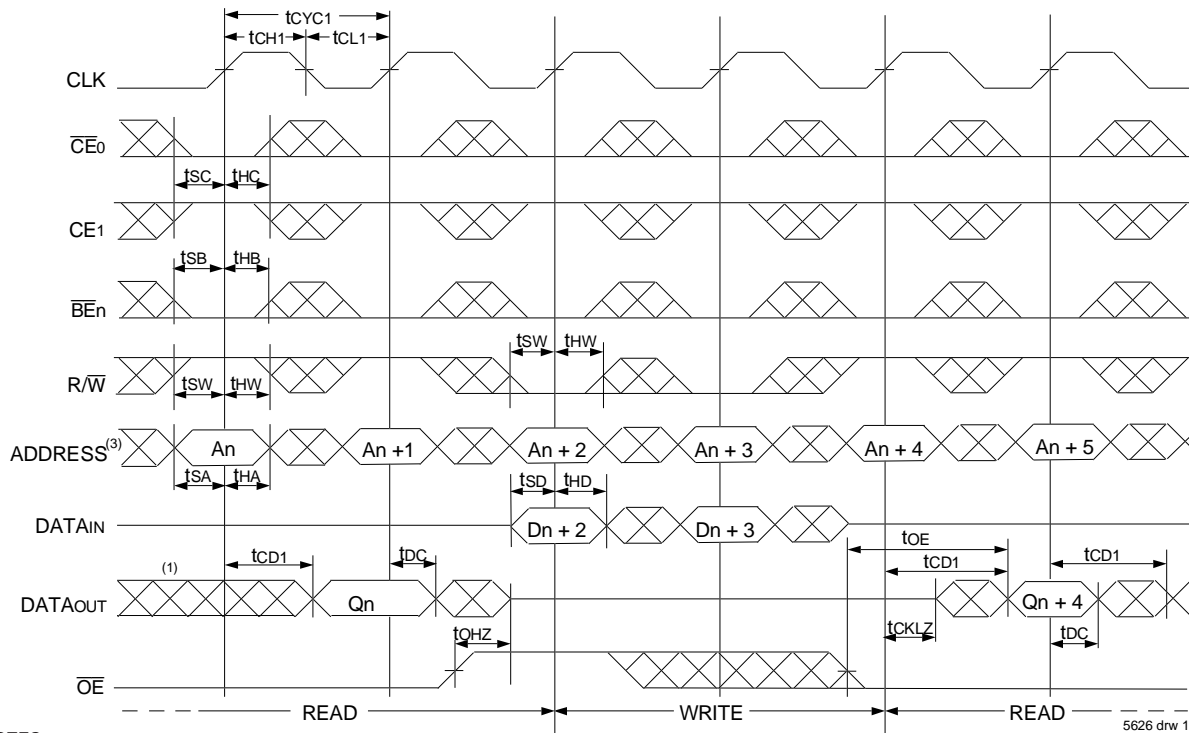 tCYC1
tCH1 tCL1
CLK
CE0
tSC tHC
CE1
tSB tHB
BEn
tSW tHW
R/W
tSW tHW
ADDRESS(3) An An +1 An + 2 An + 3 An + 4 An + 5
tSA tHA tSD tHD
DATAIN Dn + 2 Dn + 3
tOE
(1) tCD1 tDC tCD1 tCD1
DATAOUT Qn Qn + 4
tOHZ tCKLZ tDC
OE
READ WRITE READ
5626 drw 1